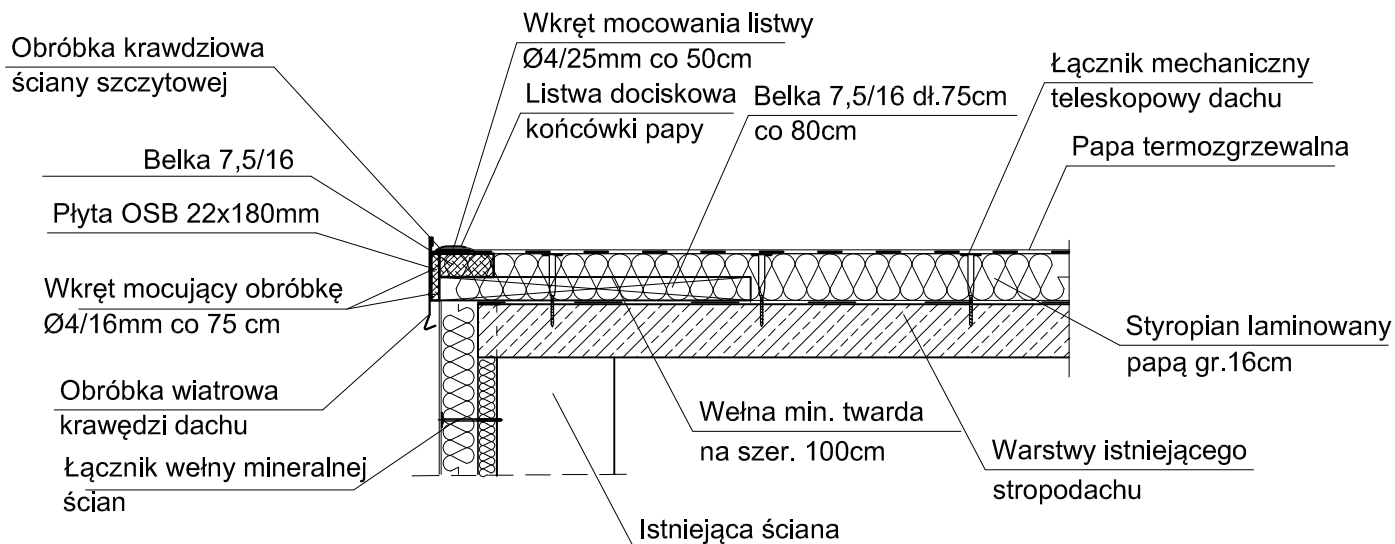 Obróbka krawdziowa
ściany szczytowej
Wkręt mocowania listwy
Ø4/25mm co 50cm
Listwa dociskowa
końcówki papy
Belka 7,5/16 dł.75cm
co 80cm
Łącznik mechaniczny
teleskopowy dachu
Papa termozgrzewalna
Belka 7,5/16
Płyta OSB 22x180mm
Wkręt mocujący obróbkę
Ø4/16mm co 75 cm
Obróbka wiatrowa
krawędzi dachu
Łącznik wełny mineralnej
ścian
Istniejąca ściana
Wełna min. twarda
na szer. 100cm
Warstwy istniejącego
stropodachu
Styropian laminowany
papą gr.16cm